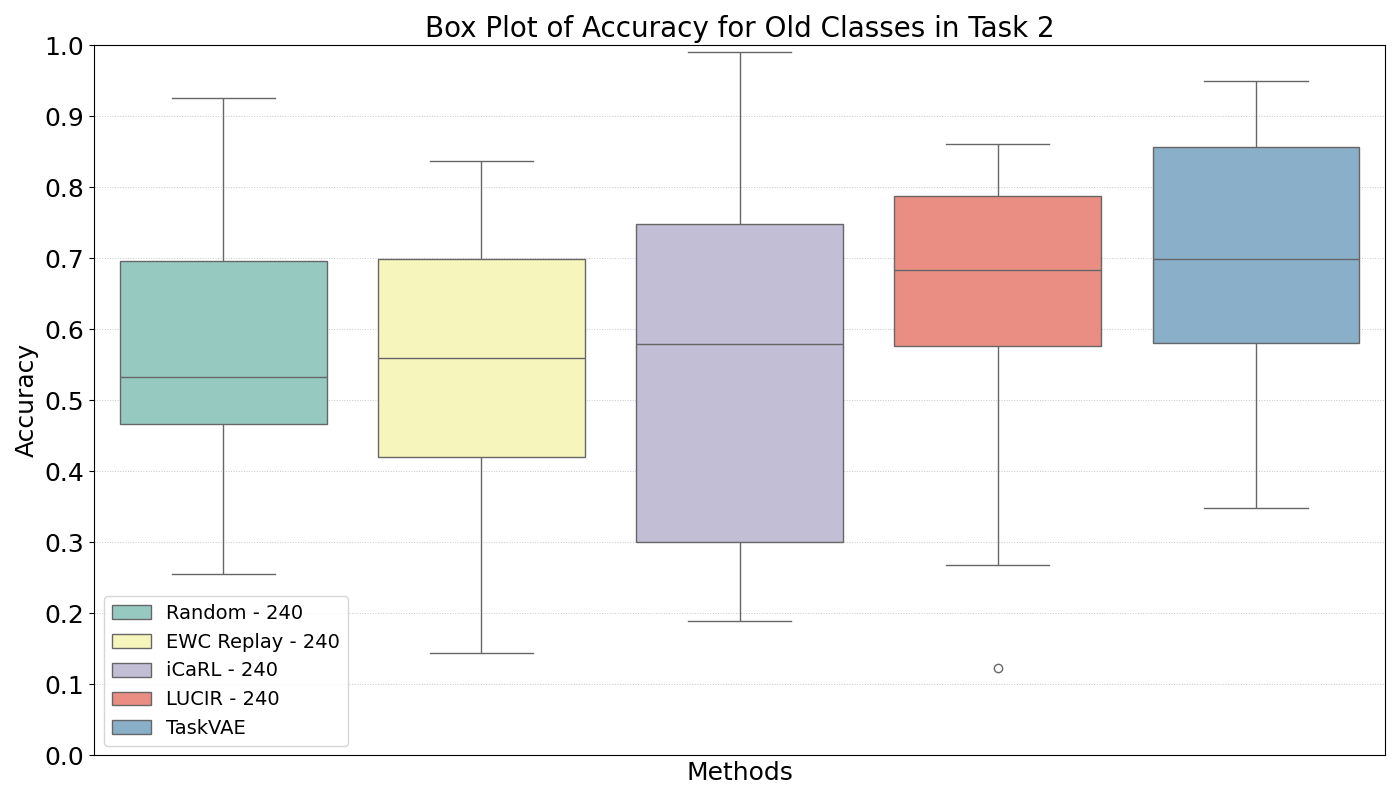 Box Plot of Accuracy for Old Classes in Task 2
1.0
0.9
0.8
0.7
0.6
0.5
0.4
0.3
0.2
0.1
0.0
Accuracy
Random - 240
EWC Replay - 240
iCaRL - 240
LUCIR - 240
TaskVAE
Methods